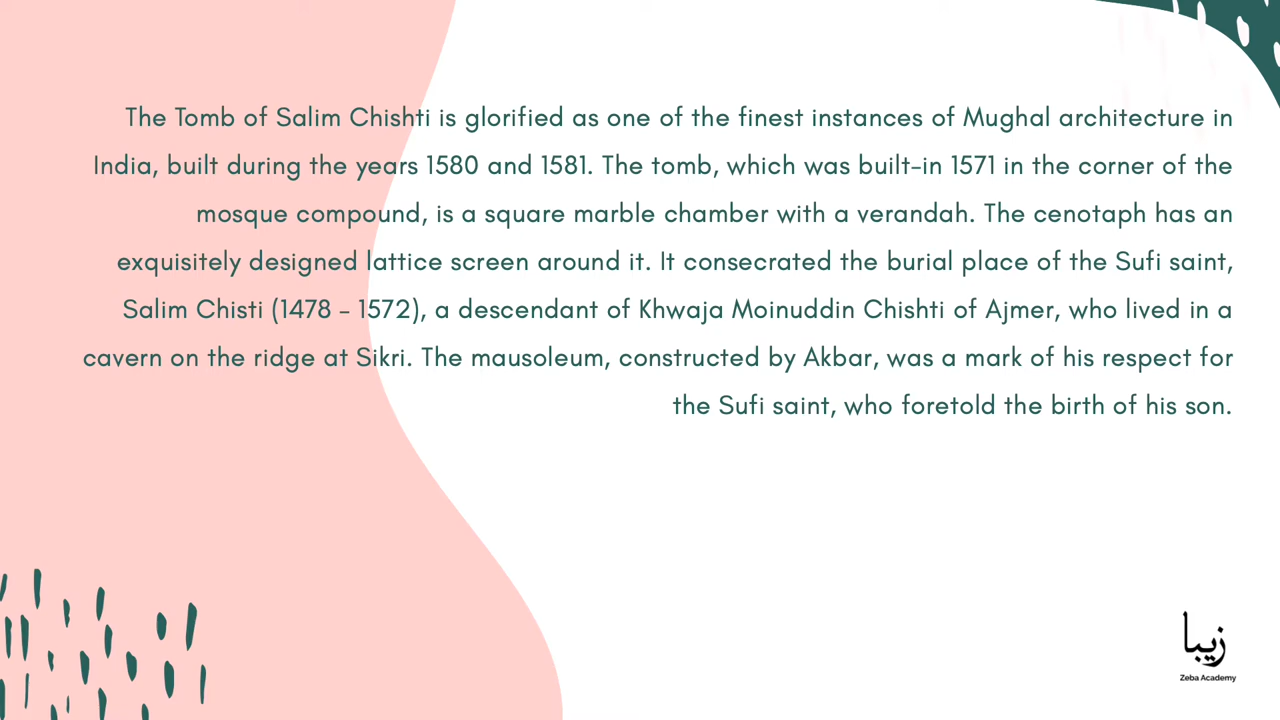 The Tomb of Salim Chishti is glorified as one of the finest instances of Mughal architecture in
India, built during the years 1580 and 1581. The tomb, which was built-in 1571 in the corner of the
mosque compound, is a square marble chamber with a verandah. The cenotaph has an
exquisitely designed lattice screen around it. It consecrated the burial place of the Sufi saint,
Salim Chisti (1478 - 1572), a descendant of Khwaja Moinuddin Chishti of Ajmer, who lived in a
cavern on the ridge at Sikri. The mausoleum, constructed by Akbar, was a mark of his respect for
the Sufi saint, who foretold the birth of his son.
زیبا
Zeba Academy